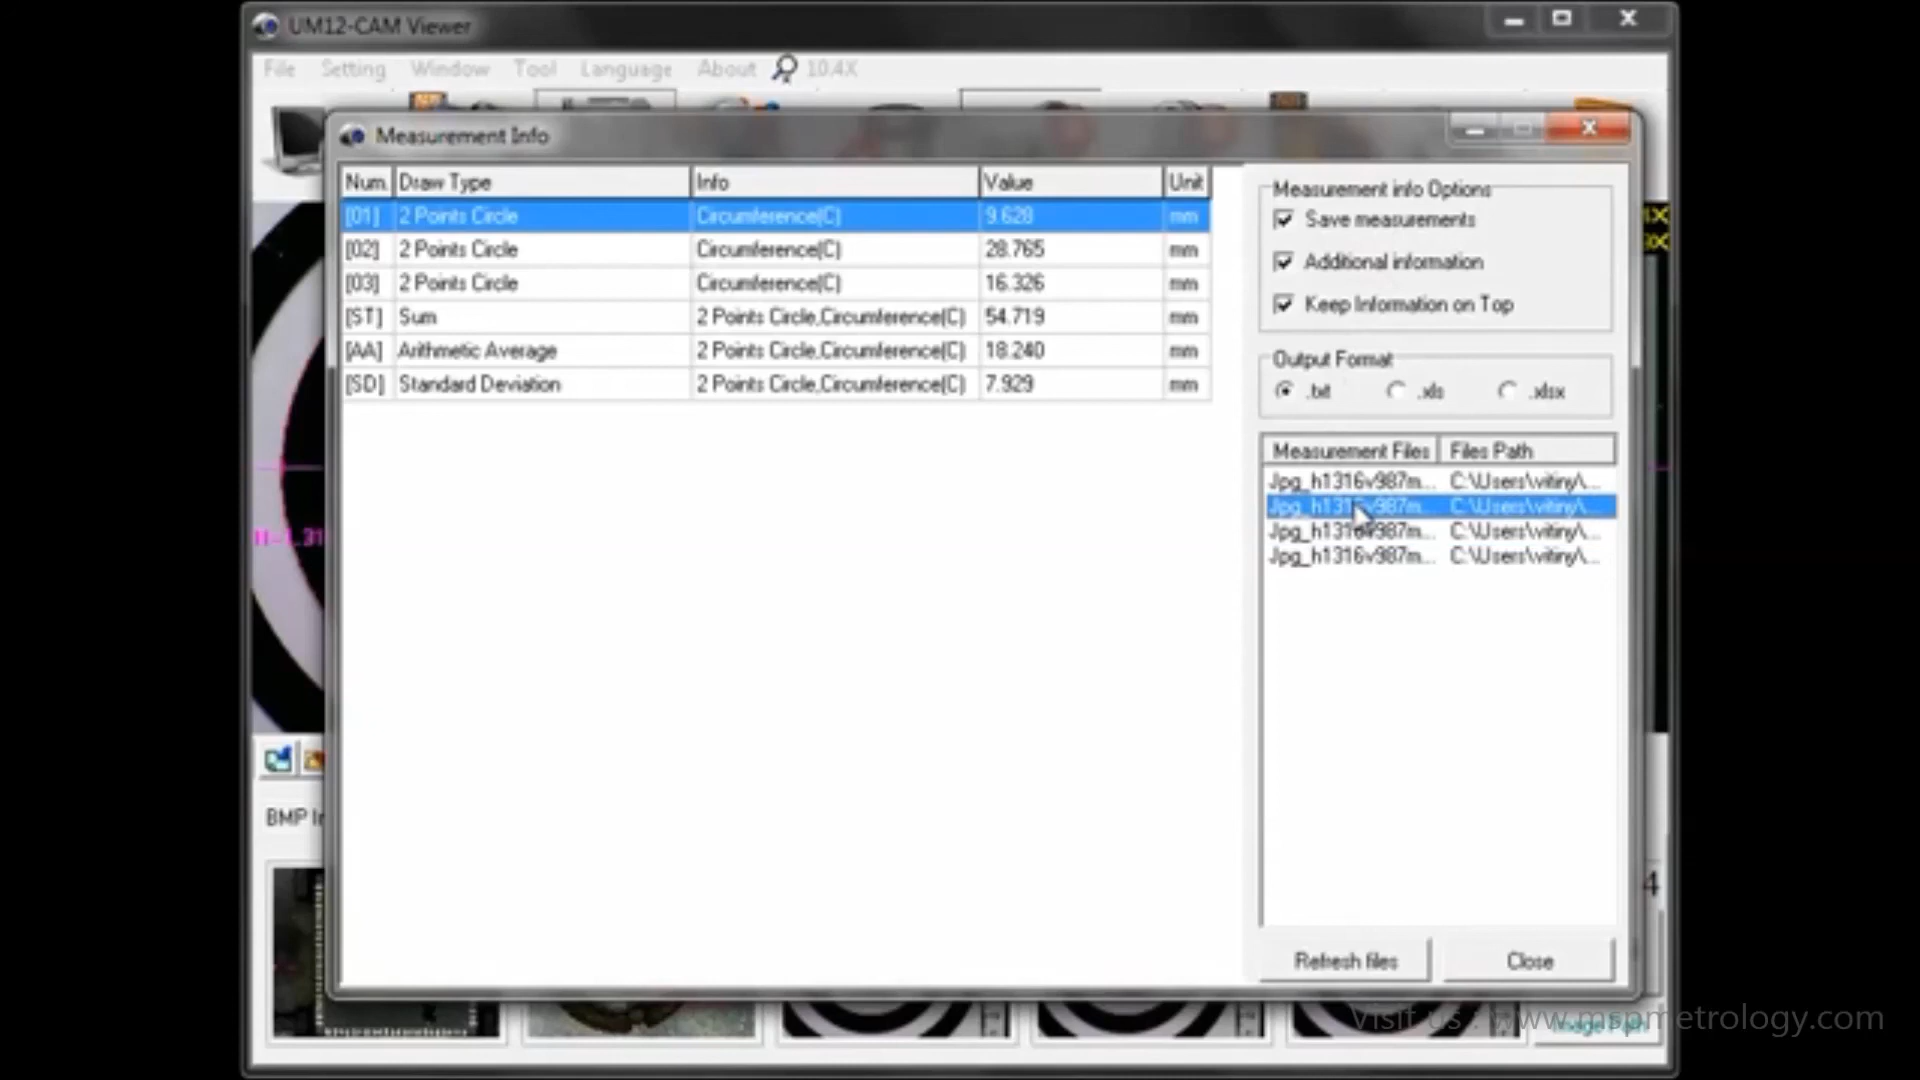 UM12-CAM Viewer
File Setting Window Tool Language About 10.4X
Measurement Info
Num. Draw Type Info Value Unit
[01] 2 Points Circle Circumference(C) 9.628 mm
[02] 2 Points Circle Circumference(C) 28.765 mm
[03] 2 Points Circle Circumference(C) 16.326 mm
[ST] Sum 2 Points Circle,Circumference(C) 54.719 mm
[AA] Arithmetic Average 2 Points Circle,Circumference(C) 18.240 mm
[SD] Standard Deviation 2 Points Circle,Circumference(C) 7.929 mm
Measurement info Options
Save measurements
Additional information
Keep Information on Top
Output Format
.txt .xls .xlsx
Measurement Files Files Path
Jpg_h1316v987m... C:\Users\vitiny\...
Jpg_h1316v987m... C:\Users\vitiny\...
Jpg_h1316v987m... C:\Users\vitiny\...
Jpg_h1316v987m... C:\Users\vitiny\...
Refresh files Close
BMP
4
Visit us : www.mspmetrology.com